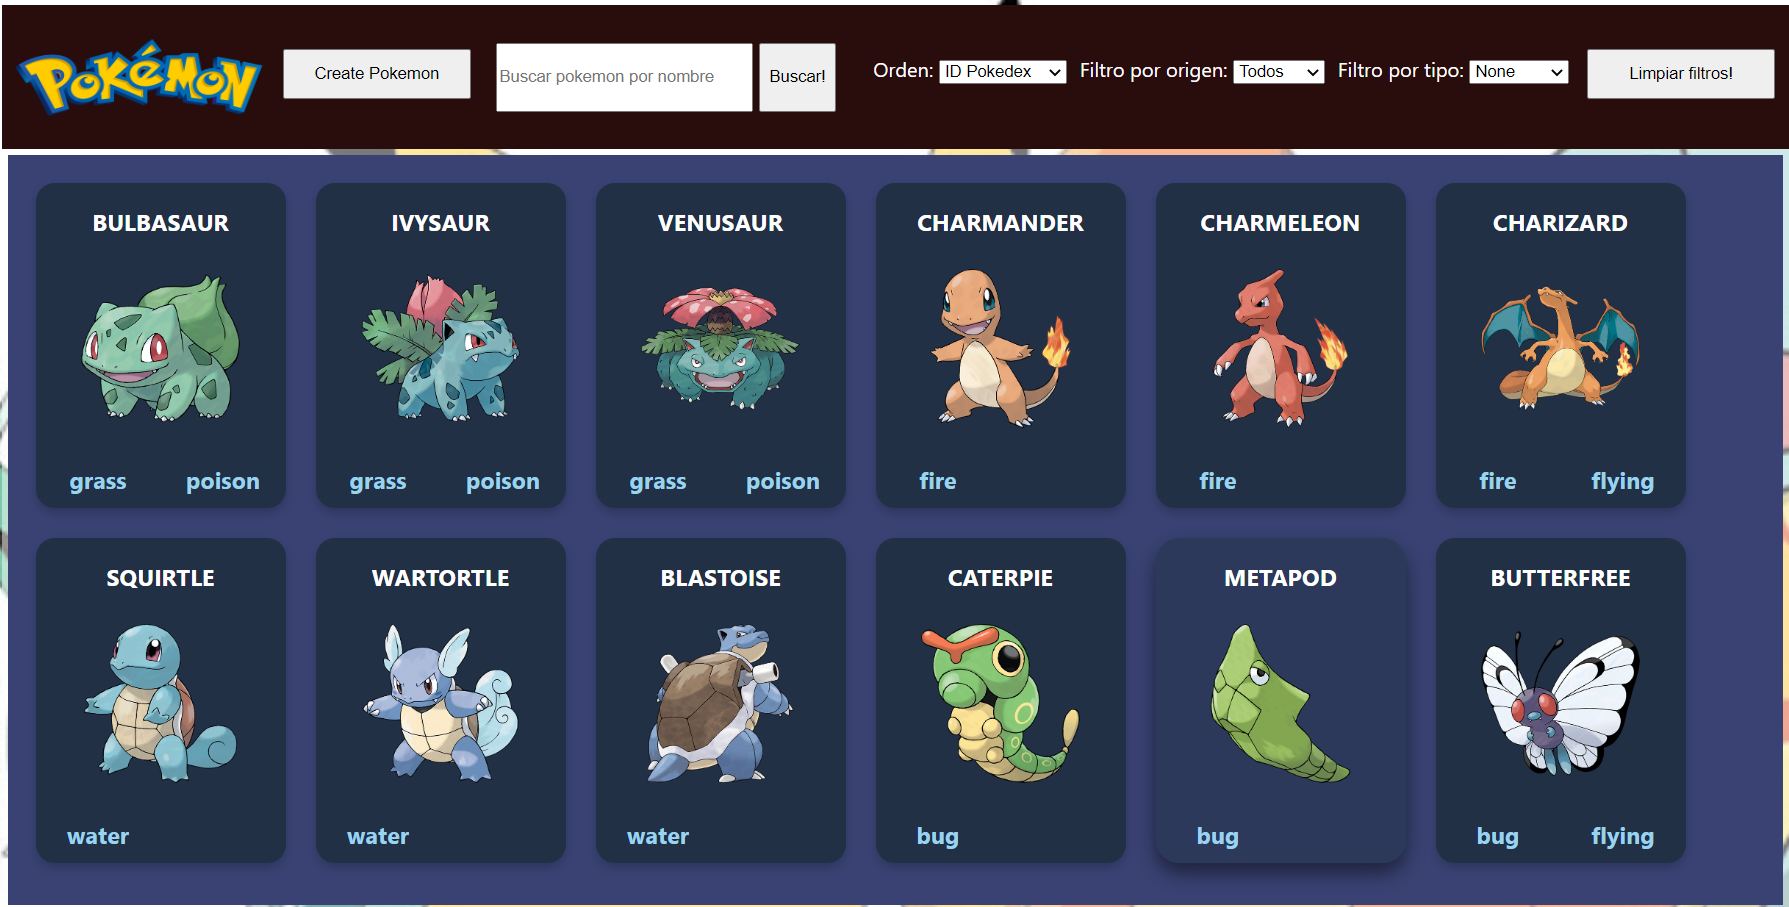 POKéMON
Create Pokemon
Buscar pokemon por nombre
Buscar!
Orden: ID Pokedex
Filtro por origen: Todos
Filtro por tipo: None
Limpiar filtros!
BULBASAUR
grass poison
IVYSAUR
grass poison
VENUSAUR
grass poison
CHARMANDER
fire
CHARMELEON
fire
CHARIZARD
fire flying
SQUIRTLE
water
WARTORTLE
water
BLASTOISE
water
CATERPIE
bug
METAPOD
bug
BUTTERFREE
bug flying